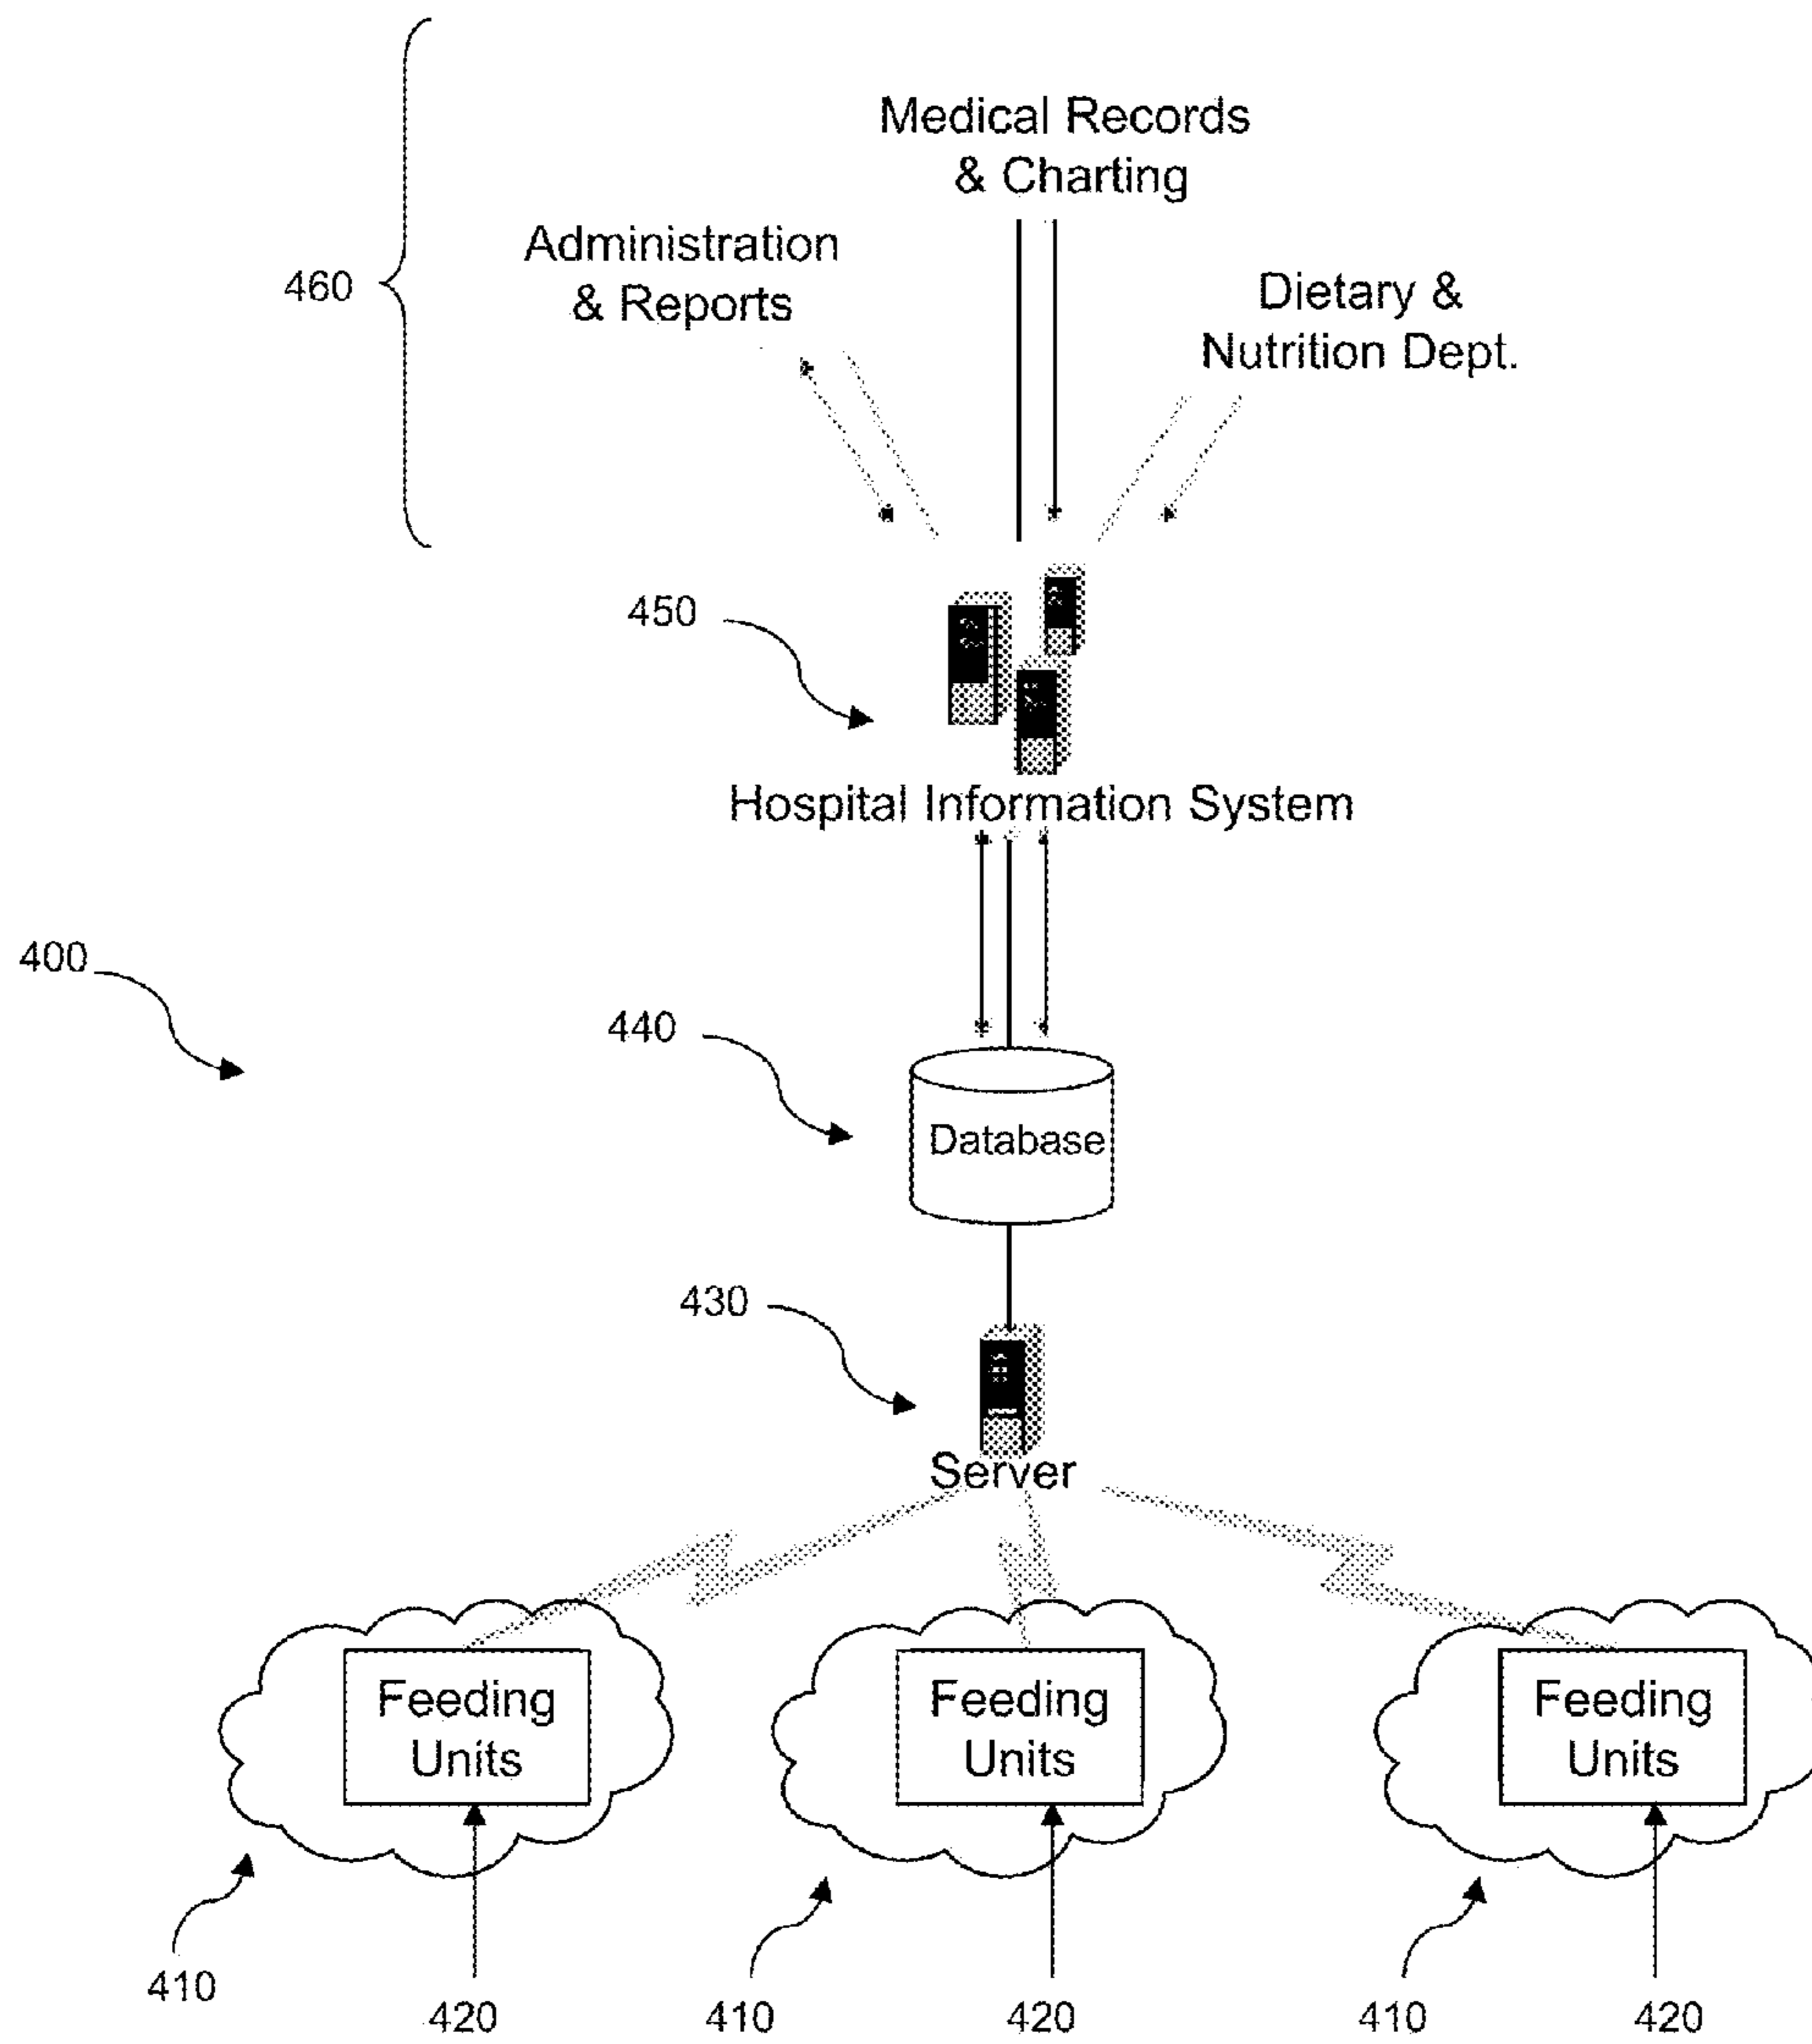 Medical Records
& Charting
Administration
& Reports
460
Dietary &
Nutrition Dept.
450
Hospital Information System
400
440
Database
430
Server
Feeding
Units
Feeding
Units
Feeding
Units
410
420
410
420
410
420